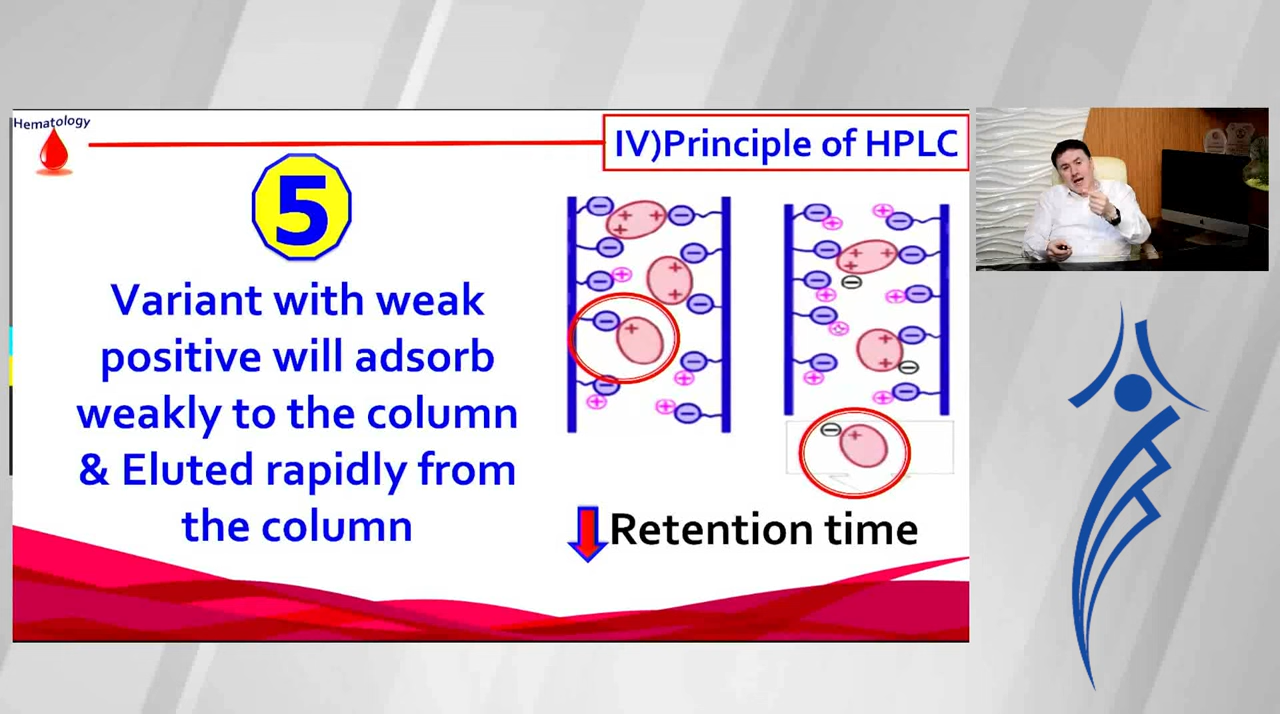 Hematology
IV)Principle of HPLC
5
Variant with weak
positive will adsorb
weakly to the column
& Eluted rapidly from
the column
Retention time